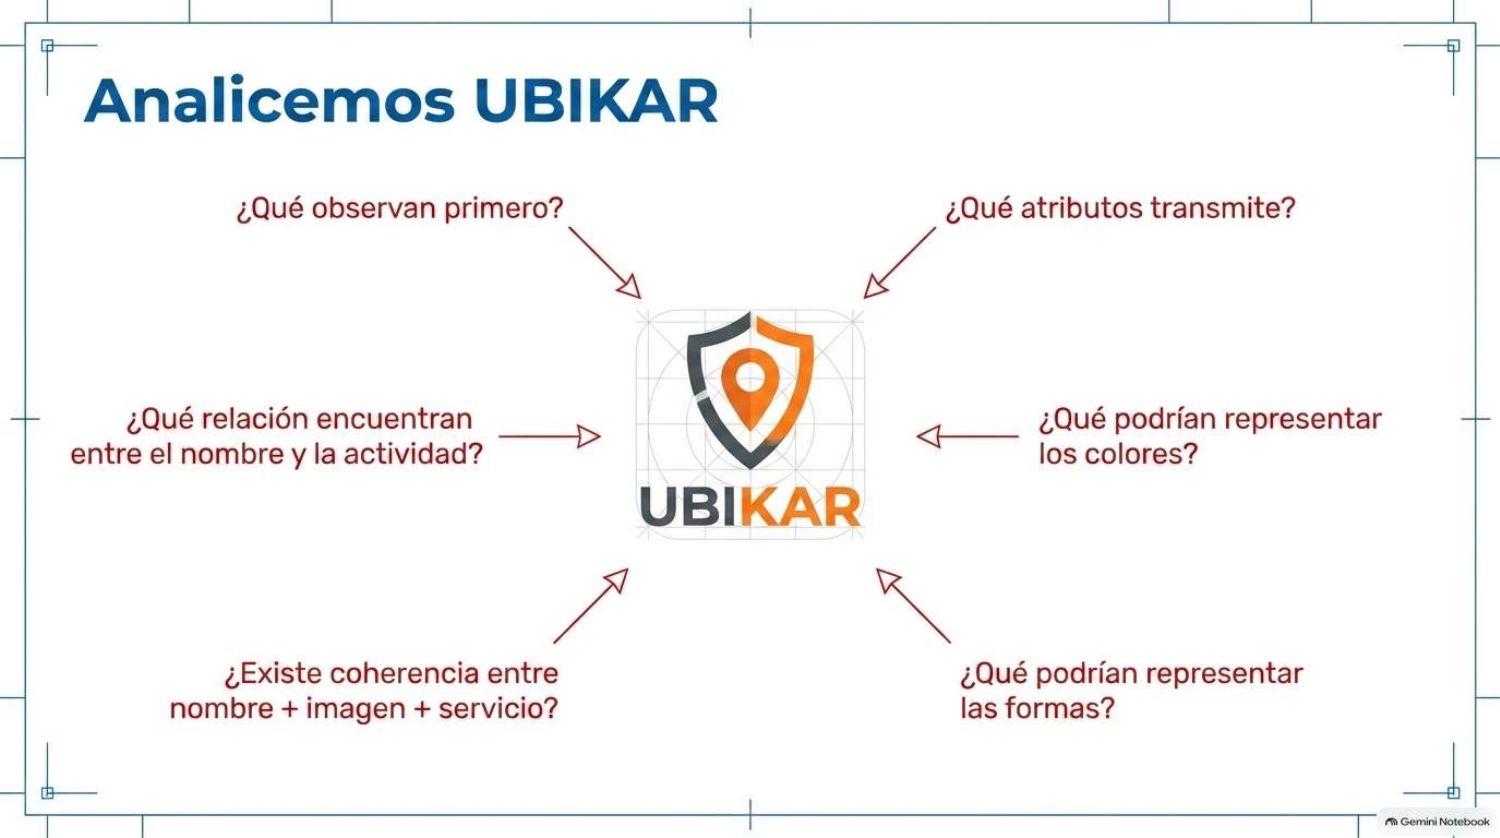 Analicemos UBIKAR
¿Qué observan primero?
¿Qué atributos transmite?
¿Qué relación encuentran
entre el nombre y la actividad?
¿Qué podrían representar
los colores?
UBIKAR
¿Existe coherencia entre
nombre + imagen + servicio?
¿Qué podrían representar
las formas?
Gemini Notebook